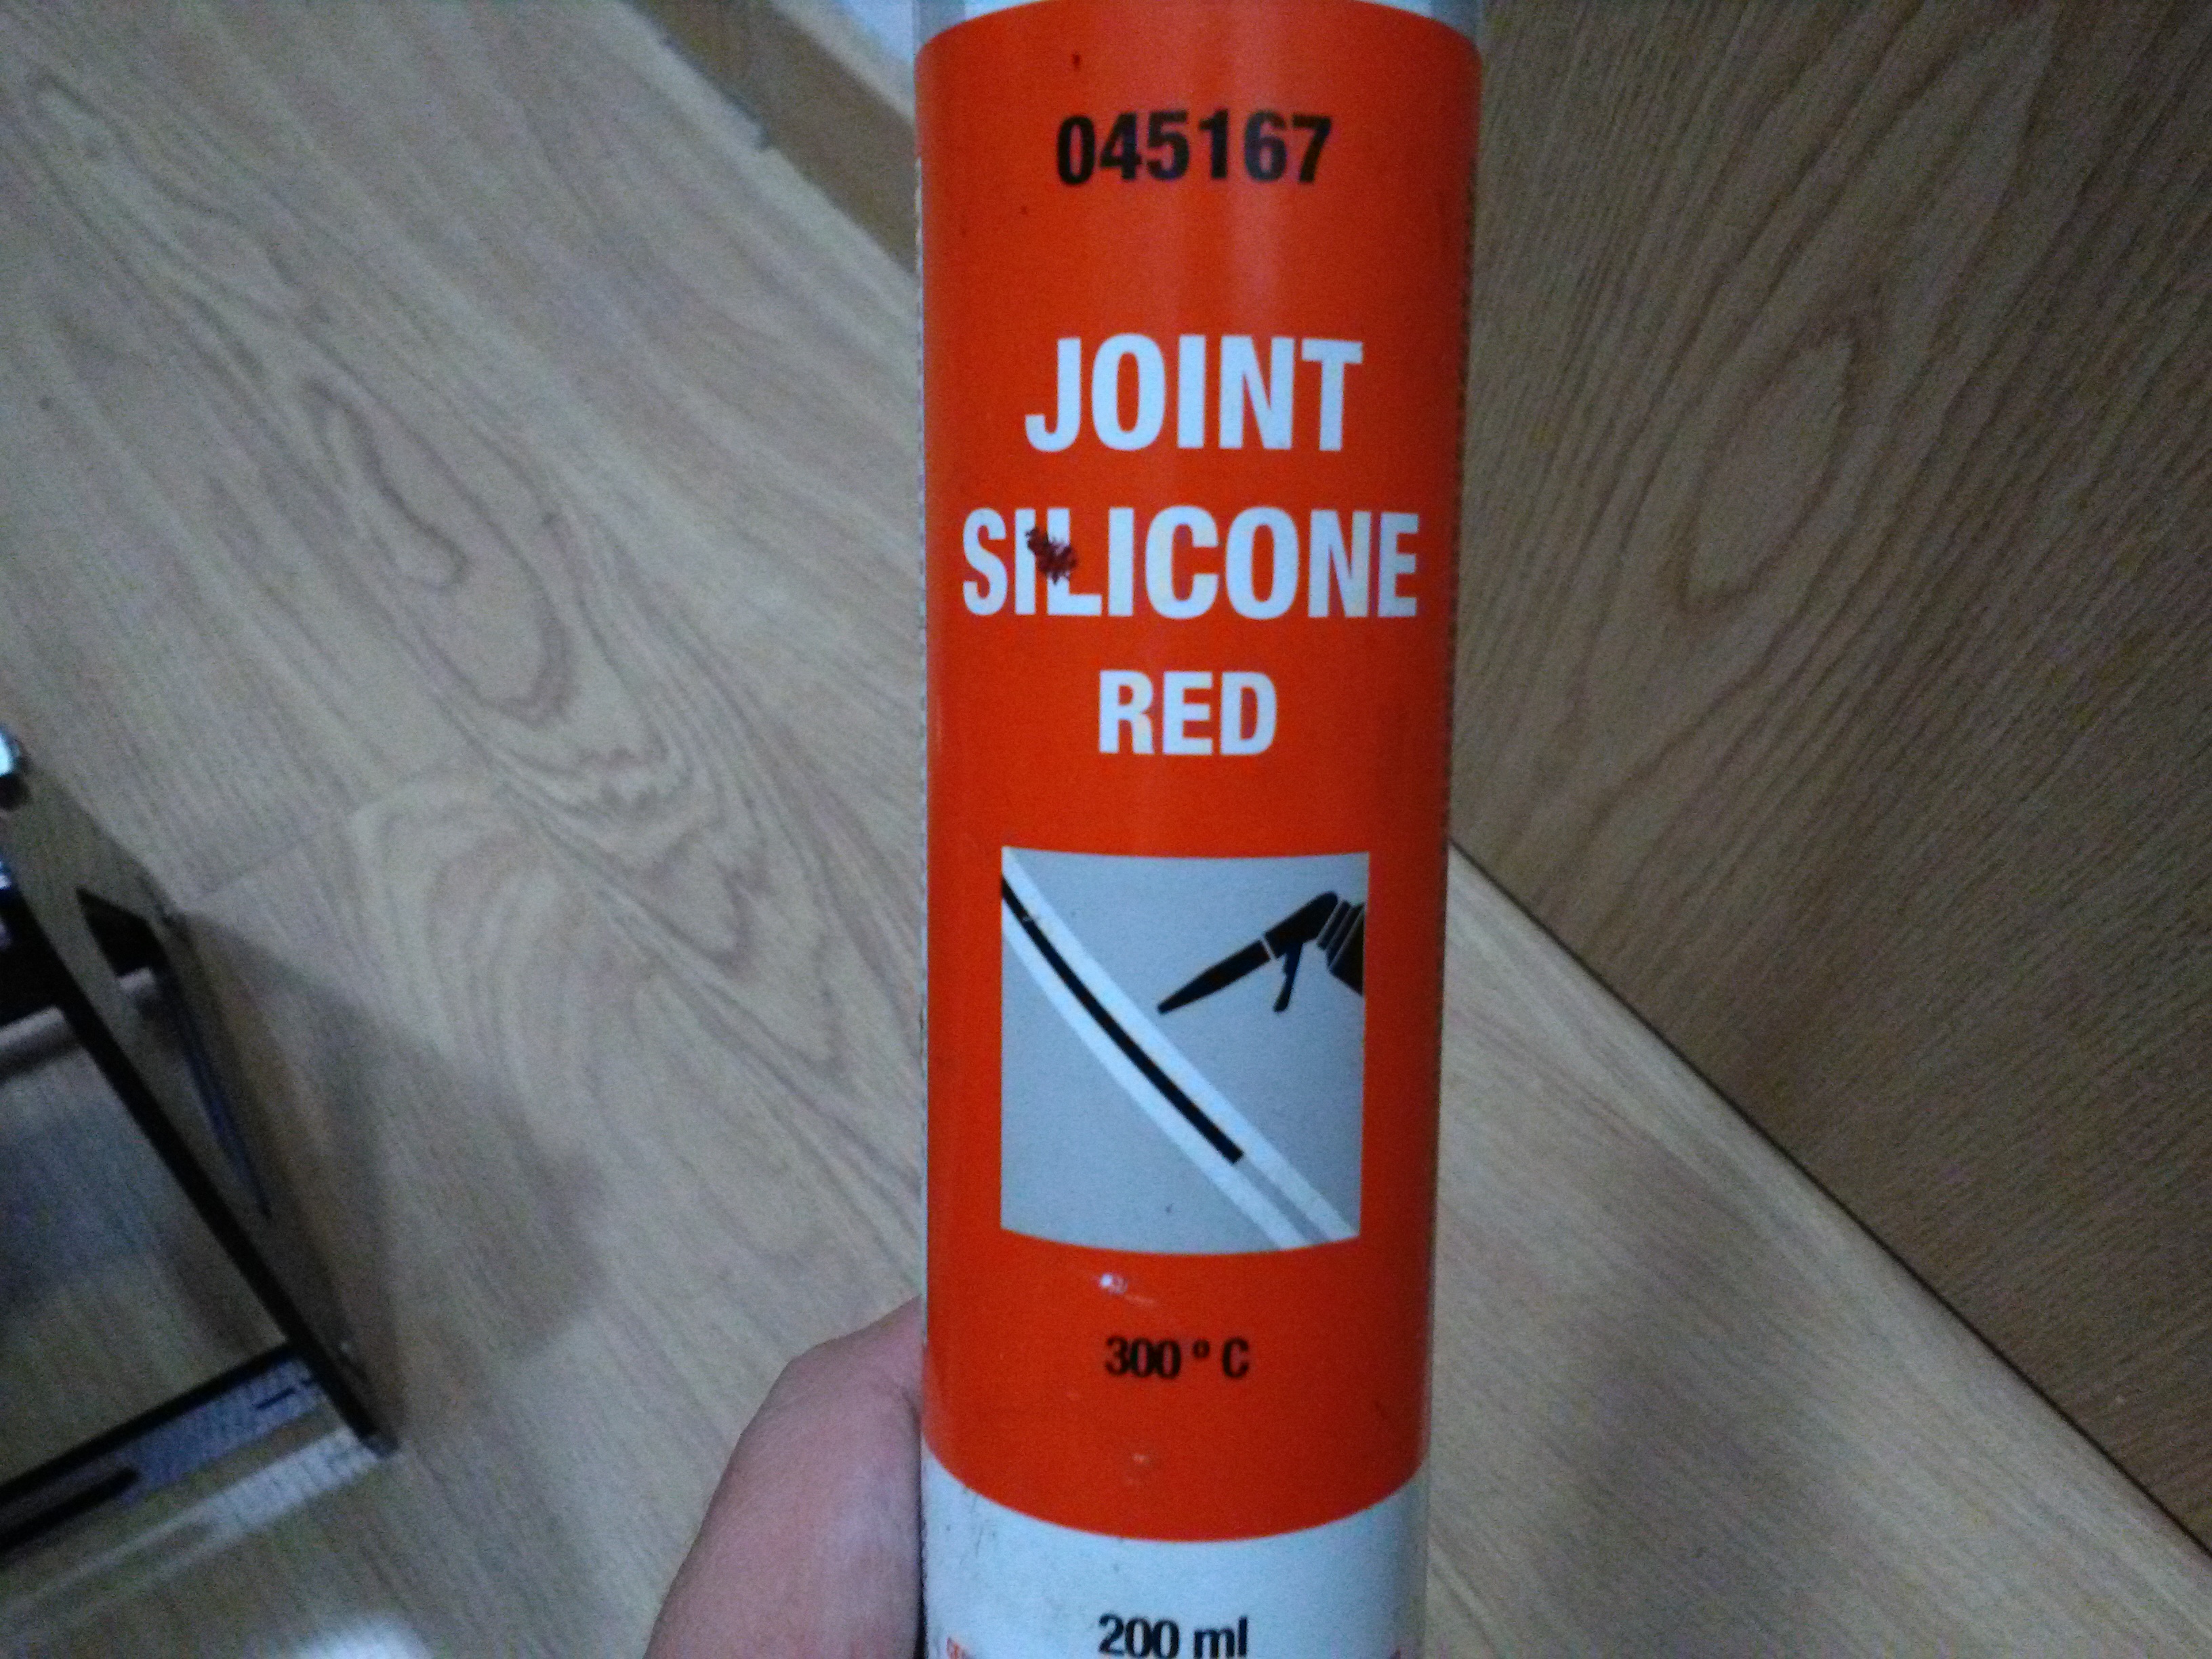 045167
JOINT
SILICONE
RED
300 º C
200 ml